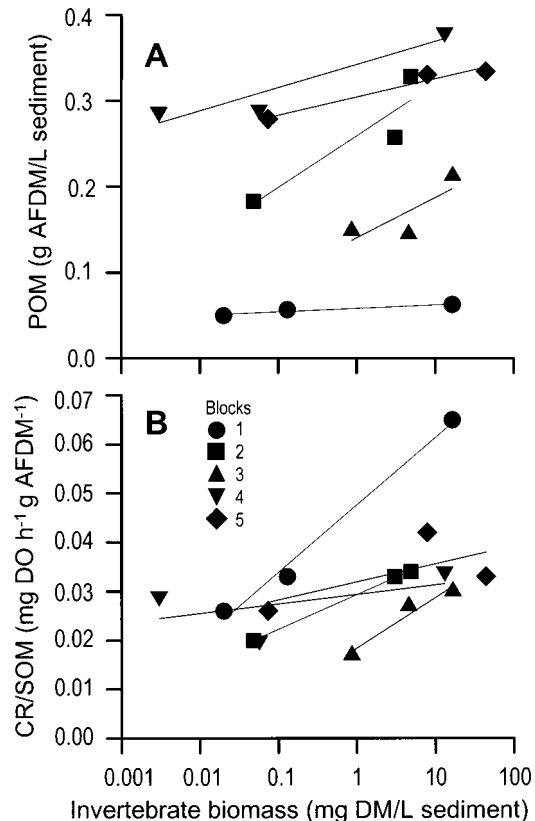 A
0.4
0.3
0.2
0.1
0.0
POM (g AFDM/L sediment)
B
0.07
0.06
0.05
0.04
0.03
0.02
0.01
0.00
CR/SOM (mg DO h⁻¹ g AFDM⁻¹)
Blocks
1
2
3
4
5
0.001 0.01 0.1 1 10 100
Invertebrate biomass (mg DM/L sediment)